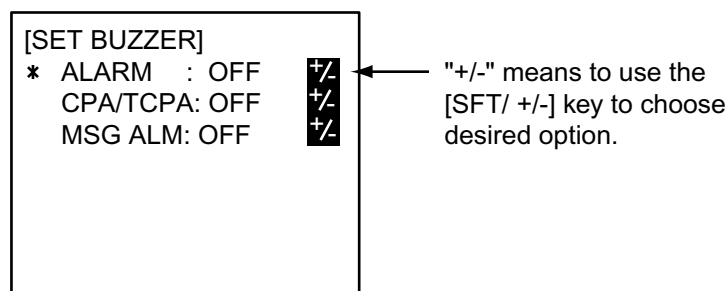 [SET BUZZER]
* ALARM : OFF +/-
CPA/TCPA: OFF +/-
MSG ALM: OFF +/-
"+/-" means to use the
[SFT/ +/-] key to choose
desired option.